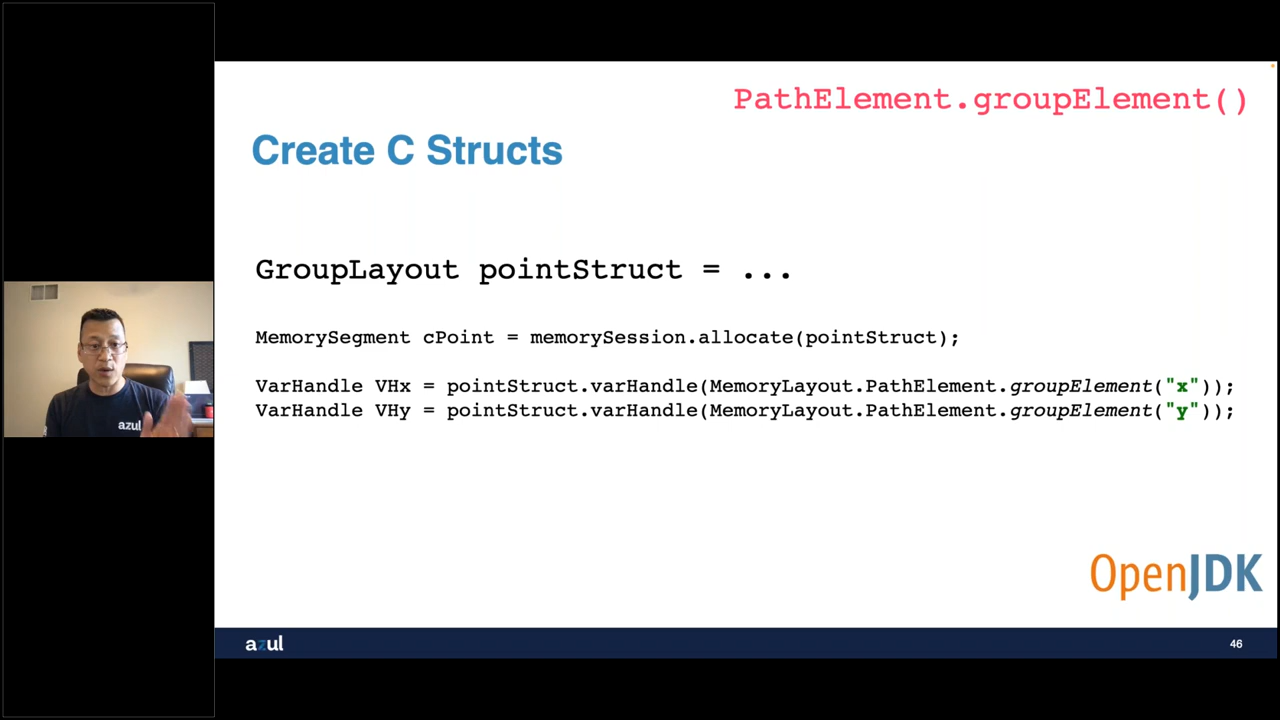 PathElement.groupElement()
Create C Structs
GroupLayout pointStruct = ...
MemorySegment cPoint = memorySession.allocate(pointStruct);
VarHandle VHx = pointStruct.varHandle(MemoryLayout.PathElement.groupElement("x"));
VarHandle VHy = pointStruct.varHandle(MemoryLayout.PathElement.groupElement("y"));
azul
OpenJDK
azul
46